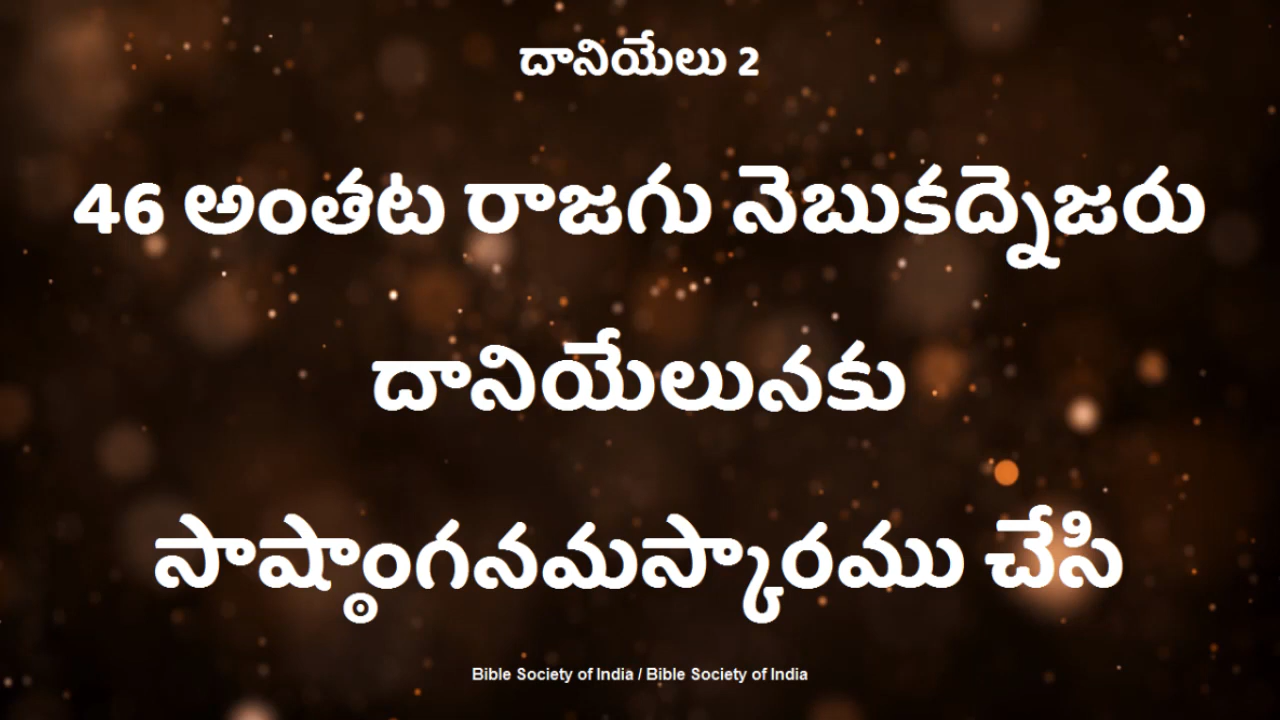 దానియేలు 2
46 అంతట రాజగు నెబుకద్నెజరు
దానియేలునకు
సాష్ఠాంగనమస్కారము చేసి
Bible Society of India / Bible Society of India